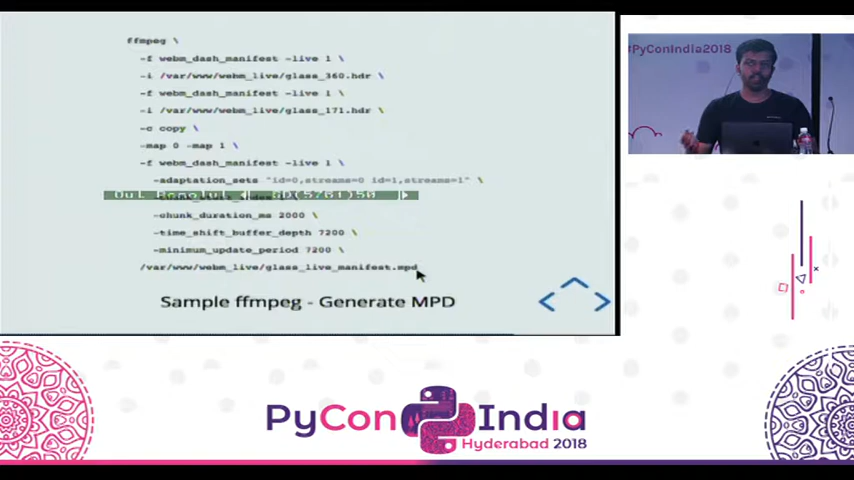 ffmpeg \
-f webm_dash_manifest -live 1 \
-i /var/www/webm_live/glass_360.hdr \
-f webm_dash_manifest -live 1 \
-i /var/www/webm_live/glass_171.hdr \
-c copy \
-map 0 -map 1 \
-f webm_dash_manifest -live 1 \
-adaptation_sets "id=0,streams=0 id=1,streams=1" \
-chunk_duration_ms 2000 \
-time_shift_buffer_depth 7200 \
-minimum_update_period 7200 \
/var/www/webm_live/glass_live_manifest.mpd
Sample ffmpeg - Generate MPD
#PyConIndia2018
PyCon India
Hyderabad 2018